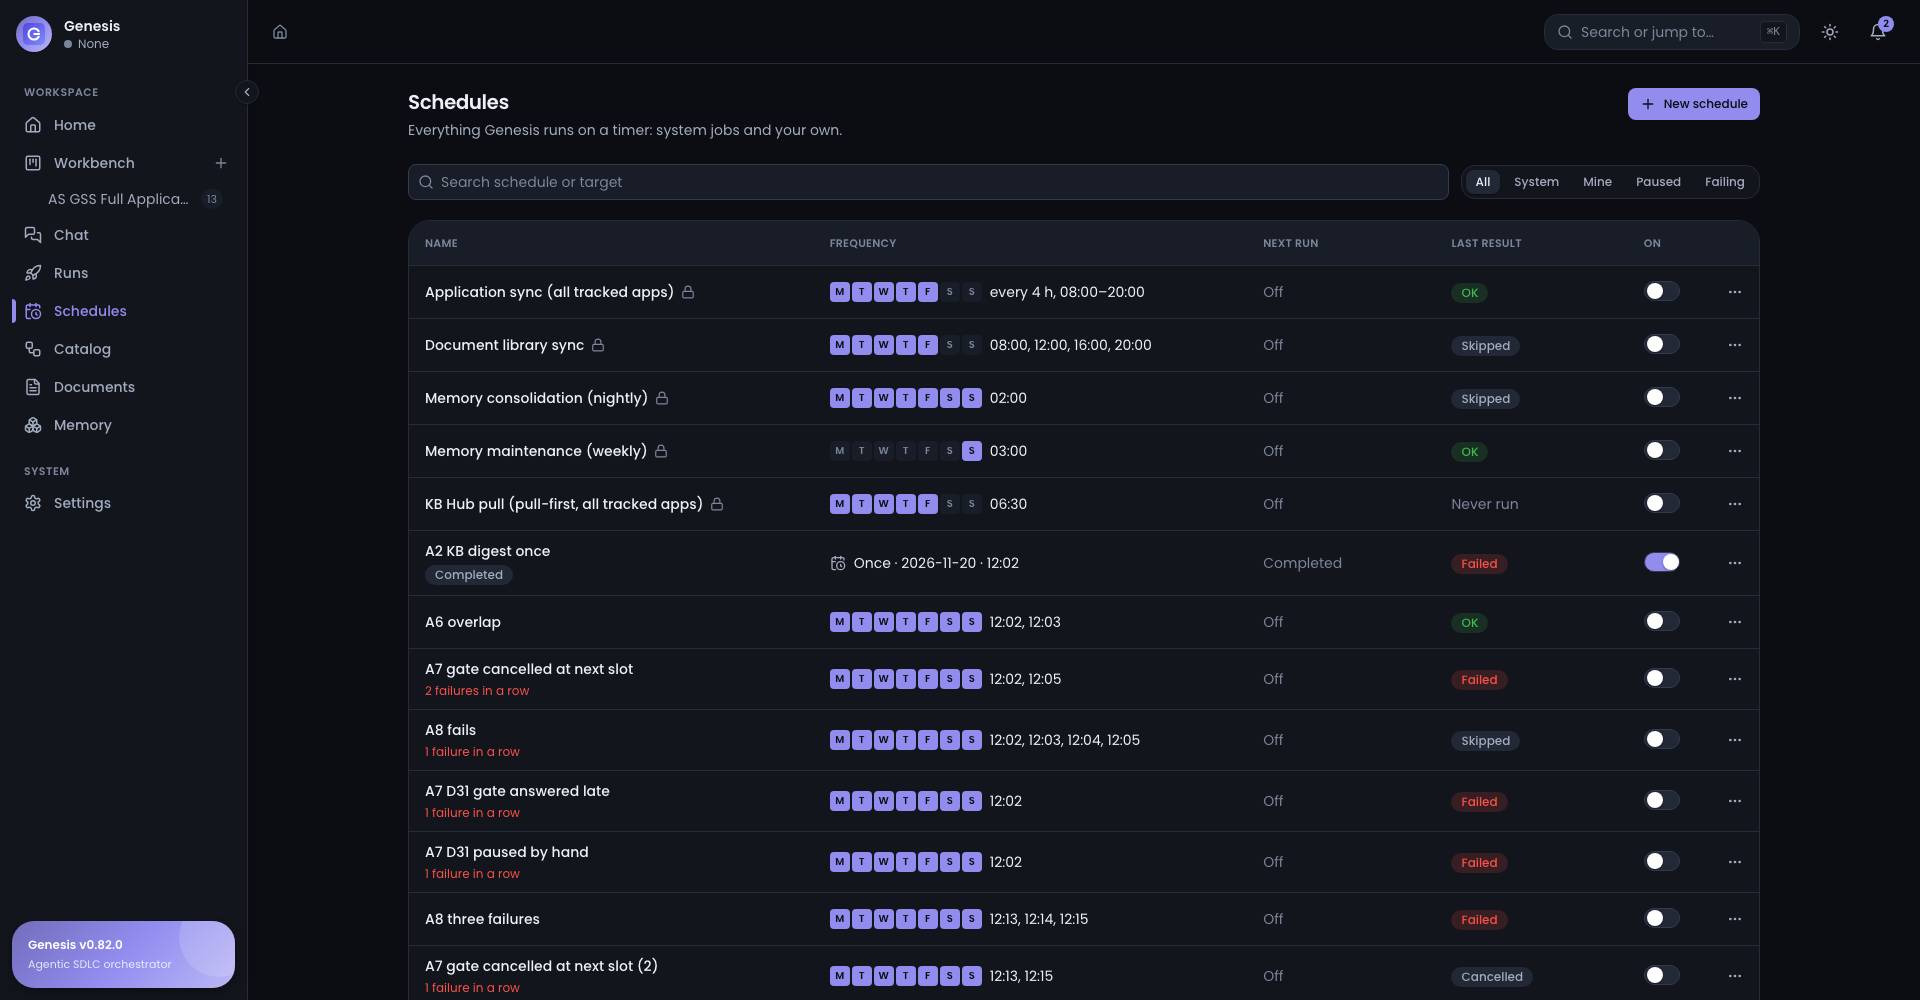 Genesis
None
WORKSPACE
Home
Workbench
AS GSS Full Applica... 13
Chat
Runs
Schedules
Catalog
Documents
Memory
SYSTEM
Settings
Genesis v0.82.0
Agentic SDLC orchestrator
Search or jump to... ⌘K
2
Schedules
New schedule
Everything Genesis runs on a timer: system jobs and your own.
Search schedule or target
All System Mine Paused Failing
NAME FREQUENCY NEXT RUN LAST RESULT ON
Application sync (all tracked apps) M T W T F S S every 4 h, 08:00–20:00 Off OK
Document library sync M T W T F S S 08:00, 12:00, 16:00, 20:00 Off Skipped
Memory consolidation (nightly) M T W T F S S 02:00 Off Skipped
Memory maintenance (weekly) M T W T F S S 03:00 Off OK
KB Hub pull (pull-first, all tracked apps) M T W T F S S 06:30 Off Never run
A2 KB digest once Once · 2026-11-20 · 12:02 Completed Failed
Completed
A6 overlap M T W T F S S 12:02, 12:03 Off OK
A7 gate cancelled at next slot M T W T F S S 12:02, 12:05 Off Failed
2 failures in a row
A8 fails M T W T F S S 12:02, 12:03, 12:04, 12:05 Off Skipped
1 failure in a row
A7 D31 gate answered late M T W T F S S 12:02 Off Failed
1 failure in a row
A7 D31 paused by hand M T W T F S S 12:02 Off Failed
1 failure in a row
A8 three failures M T W T F S S 12:13, 12:14, 12:15 Off Failed
A7 gate cancelled at next slot (2) M T W T F S S 12:13, 12:15 Off Cancelled
1 failure in a row